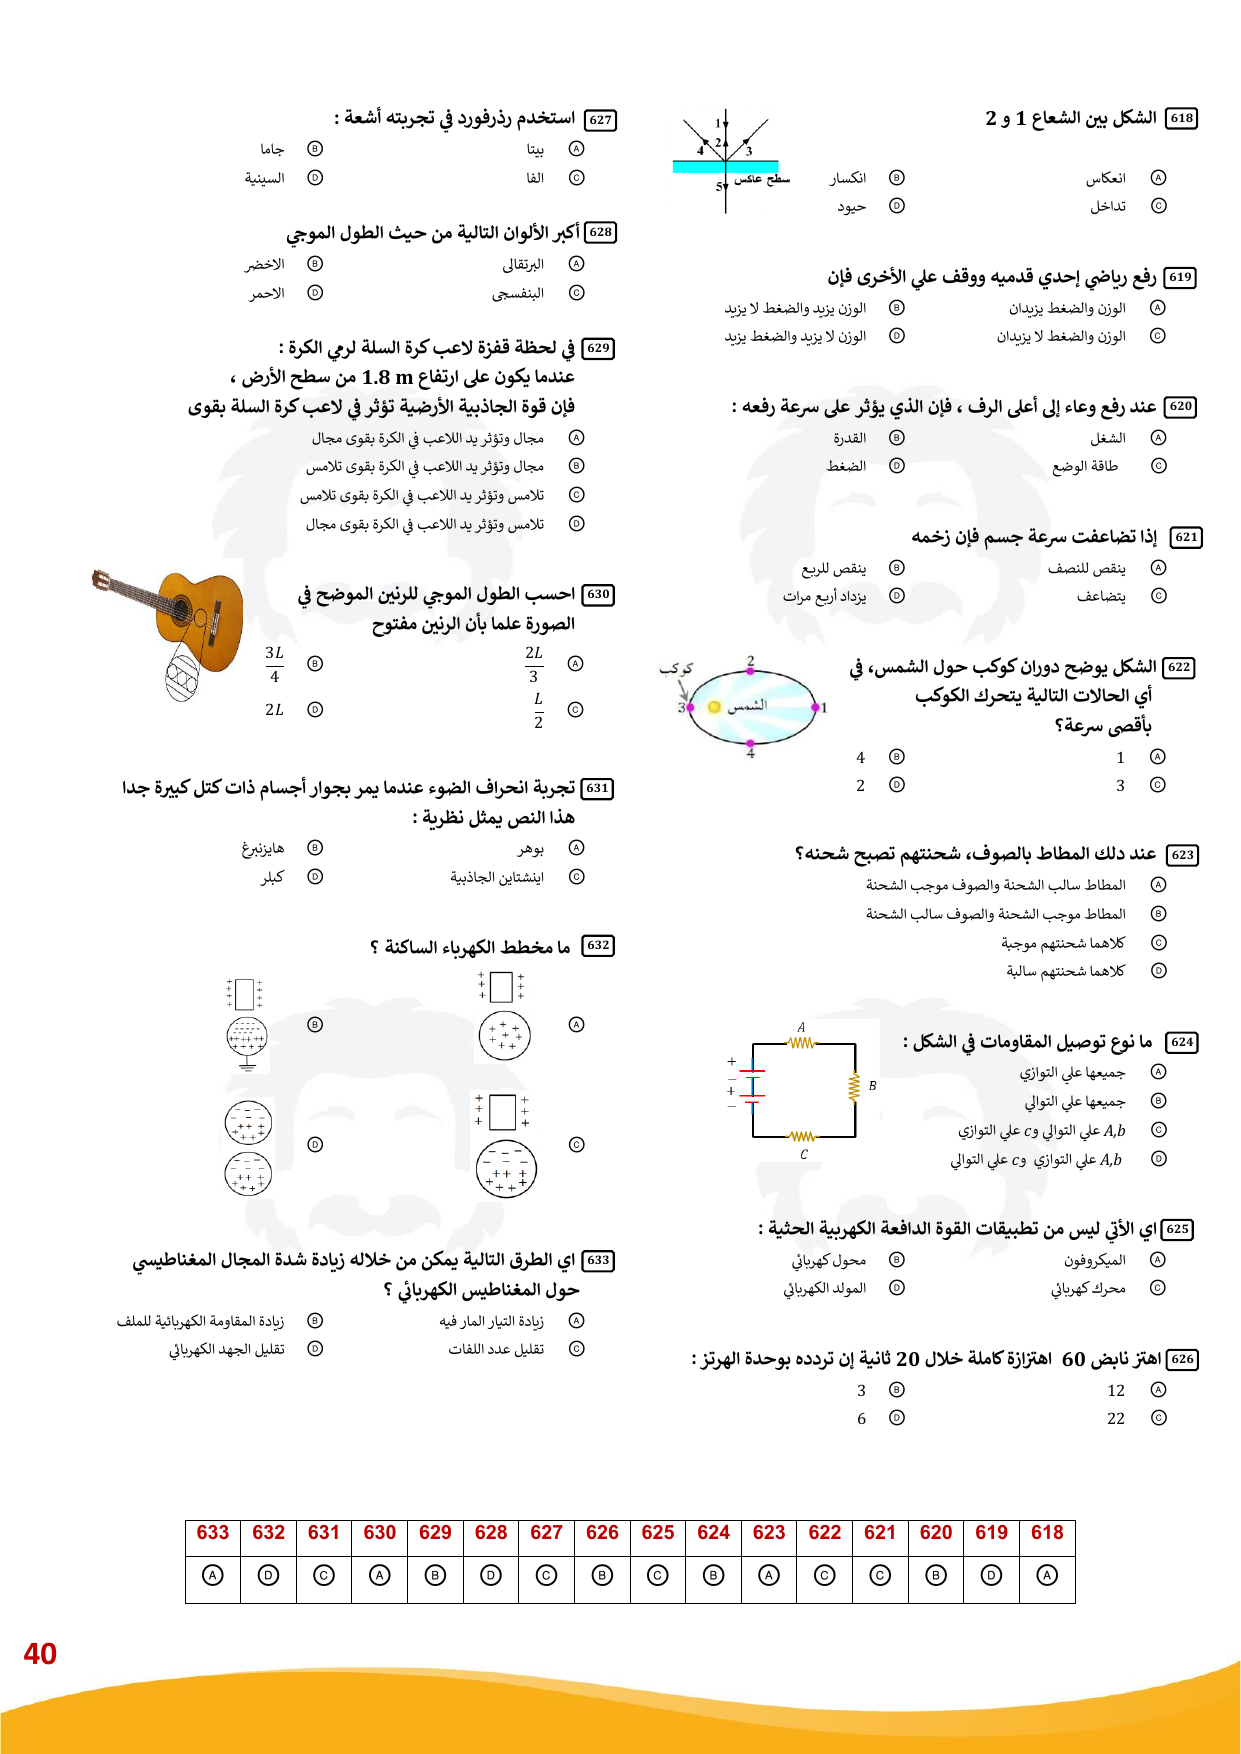 618 الشكل بين الشعاع 1 و 2
1
2
4
3
5
سطح عاكس
A انعكاس
B انكسار
C تداخل
D حيود
619 رفع رياضي إحدي قدميه ووقف علي الأخرى فإن
A الوزن والضغط يزيدان
B الوزن يزيد والضغط لا يزيد
C الوزن والضغط لا يزيدان
D الوزن لا يزيد والضغط يزيد
620 عند رفع وعاء إلى أعلى الرف ، فإن الذي يؤثر على سرعة رفعه :
A الشغل
B القدرة
C طاقة الوضع
D الضغط
621 إذا تضاعفت سرعة جسم فإن زخمه
A ينقص للنصف
B ينقص للربع
C يتضاعف
D يزداد أربع مرات
622 الشكل يوضح دوران كوكب حول الشمس، في
أي الحالات التالية يتحرك الكوكب
بأقصى سرعة؟
كوكب
2
الشمس
3
1
4
A 1
B 4
C 3
D 2
623 عند دلك المطاط بالصوف، شحنتهم تصبح شحنه؟
A المطاط سالب الشحنة والصوف موجب الشحنة
B المطاط موجب الشحنة والصوف سالب الشحنة
C كلاهما شحنتهم موجبة
D كلاهما شحنتهم سالبة
624 ما نوع توصيل المقاومات في الشكل :
A
B
C
+
−
+
−
A جميعها علي التوازي
B جميعها علي التوالي
C A,b علي التوالي وc علي التوازي
D A,b علي التوازي وc علي التوالي
625 اي الأتي ليس من تطبيقات القوة الدافعة الكهربية الحثية :
A الميكروفون
B محول كهربائي
C محرك كهربائي
D المولد الكهربائي
626 اهتز نابض 60 اهتزازة كاملة خلال 20 ثانية إن تردده بوحدة الهرتز :
A 12
B 3
C 22
D 6
627 استخدم رذرفورد في تجربته أشعة :
A بيتا
B جاما
C الفا
D السينية
628 أكبر الألوان التالية من حيث الطول الموجي
A البرتقالى
B الاخضر
C البنفسجى
D الاحمر
629 في لحظة قفزة لاعب كرة السلة لرمي الكرة :
عندما يكون على ارتفاع 1.8 m من سطح الأرض ،
فإن قوة الجاذبية الأرضية تؤثر في لاعب كرة السلة بقوى
A مجال وتؤثر يد اللاعب في الكرة بقوى مجال
B مجال وتؤثر يد اللاعب في الكرة بقوى تلامس
C تلامس وتؤثر يد اللاعب في الكرة بقوى تلامس
D تلامس وتؤثر يد اللاعب في الكرة بقوى مجال
630 احسب الطول الموجي للرنين الموضح في
الصورة علما بأن الرنين مفتوح
A 2L/3
B 3L/4
C L/2
D 2L
631 تجربة انحراف الضوء عندما يمر بجوار أجسام ذات كتل كبيرة جدا
هذا النص يمثل نظرية :
A بوهر
B هايزنبرغ
C اينشتاين الجاذبية
D كبلر
632 ما مخطط الكهرباء الساكنة ؟
A
B
C
D
633 اي الطرق التالية يمكن من خلاله زيادة شدة المجال المغناطيسي
حول المغناطيس الكهربائي ؟
A زيادة التيار المار فيه
B زيادة المقاومة الكهربائية للملف
C تقليل عدد اللفات
D تقليل الجهد الكهربائي
633 632 631 630 629 628 627 626 625 624 623 622 621 620 619 618
A D C A B D C B C B A C C B D A
40